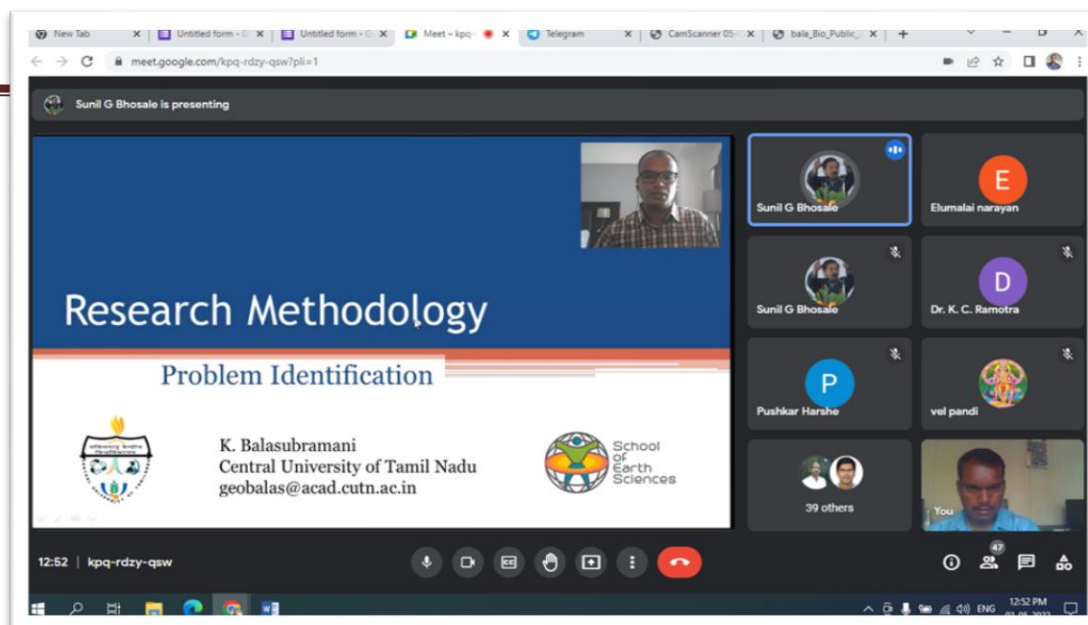 New Tab
Untitled form - G
Untitled form - G
Meet – kpq-
Telegram
CamScanner 05-
bala_Bio_Public_
meet.google.com/kpq-rdzy-qsw?pli=1
Sunil G Bhosale is presenting
Research Methodology
Problem Identification
K. Balasubramani
Central University of Tamil Nadu
geobalas@acad.cutn.ac.in
School
of
Earth
Sciences
Sunil G Bhosale
E
Elumalai narayan
Sunil G Bhosale
D
Dr. K. C. Ramotra
P
Pushkar Harshe
vel pandi
39 others
You
12:52 | kpq-rdzy-qsw
47
ENG
12:52 PM